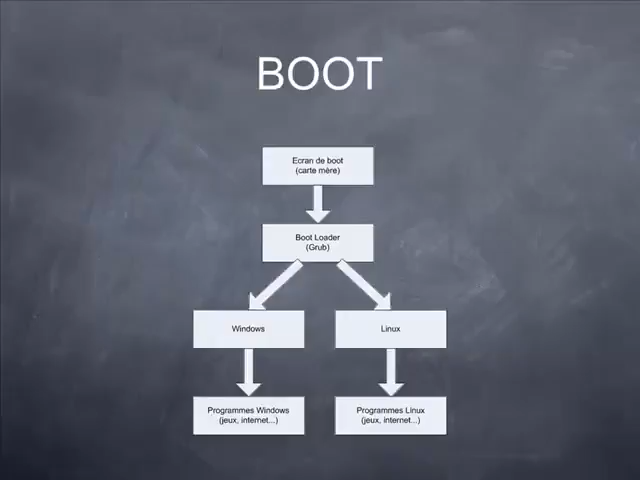 BOOT
Ecran de boot
(carte mère)
Boot Loader
(Grub)
Windows
Linux
Programmes Windows
(jeux, internet...)
Programmes Linux
(jeux, internet...)